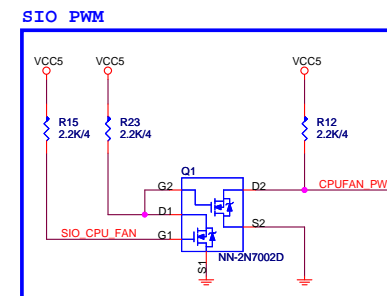 SIO PWM
VCC5 VCC5 VCC5
R15 R23 R12
2.2K/4 2.2K/4 2.2K/4
Q1
G2 D2 CPUFAN_PW
D1
S2
SIO_CPU_FAN G1
NN-2N7002D
S1